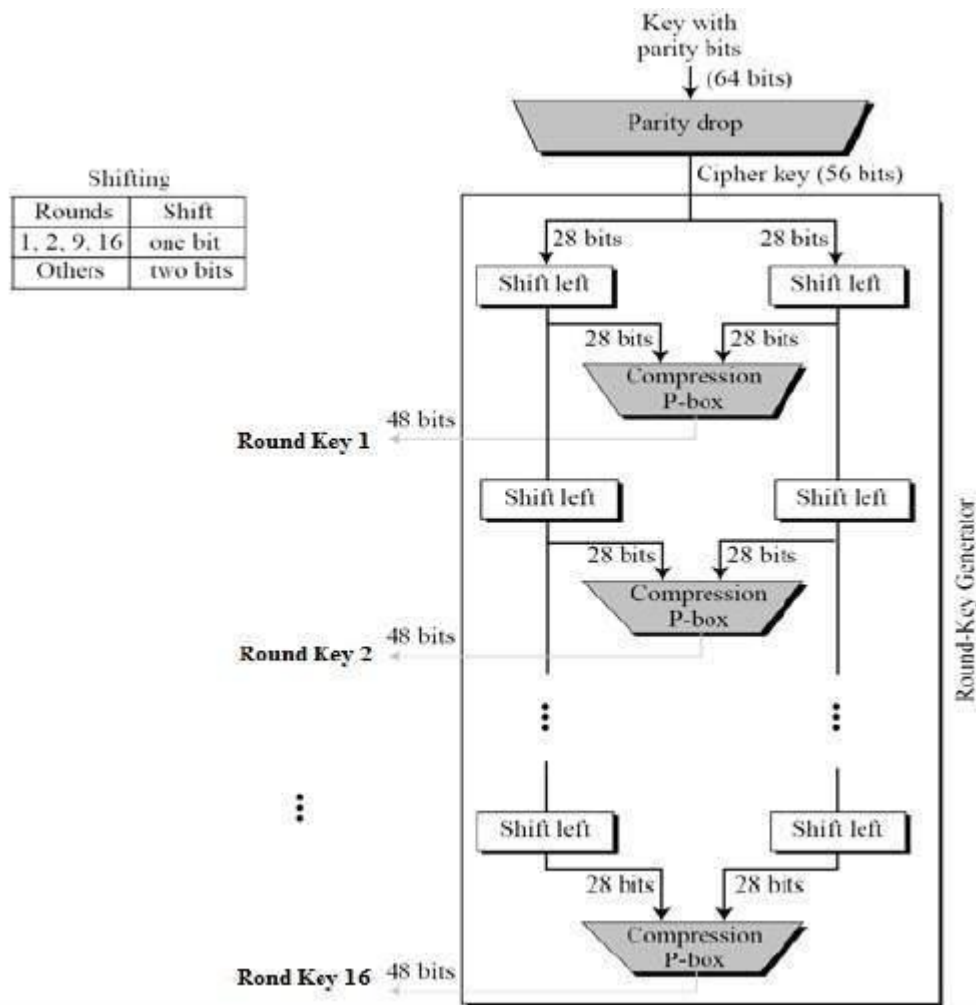 Key with
parity bits
(64 bits)
Parity drop
Cipher key (56 bits)
Shifting
Rounds Shift
1, 2, 9, 16 one bit
Others two bits
28 bits 28 bits
Shift left Shift left
28 bits 28 bits
Compression
P-box
48 bits
Round Key 1
Shift left Shift left
28 bits 28 bits
Compression
P-box
48 bits
Round Key 2
Round-Key Generator
Shift left Shift left
28 bits 28 bits
Compression
P-box
Rond Key 16 48 bits